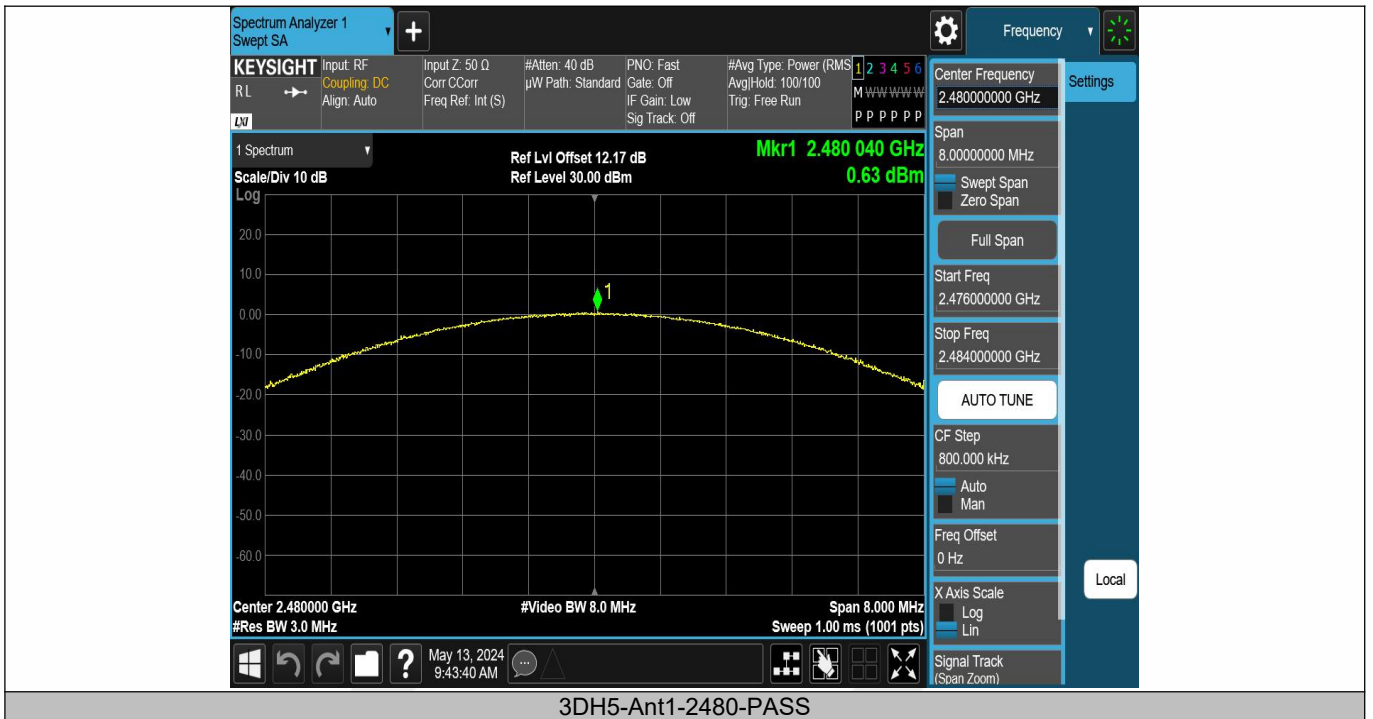 Spectrum Analyzer 1
Swept SA
+
Frequency
KEYSIGHT
RL
LXI
Input: RF
Coupling: DC
Align: Auto
Input Z: 50 Ω
Corr CCorr
Freq Ref: Int (S)
#Atten: 40 dB
µW Path: Standard
PNO: Fast
Gate: Off
IF Gain: Low
Sig Track: Off
#Avg Type: Power (RMS
Avg|Hold: 100/100
Trig: Free Run
1 2 3 4 5 6
M W W W W W
P P P P P P
Center Frequency
2.480000000 GHz
Settings
Span
8.00000000 MHz
Swept Span
Zero Span
Full Span
Start Freq
2.476000000 GHz
Stop Freq
2.484000000 GHz
AUTO TUNE
CF Step
800.000 kHz
Auto
Man
Freq Offset
0 Hz
X Axis Scale
Log
Lin
Signal Track
(Span Zoom)
Local
1 Spectrum
Scale/Div 10 dB
Log
Ref Lvl Offset 12.17 dB
Ref Level 30.00 dBm
Mkr1 2.480 040 GHz
0.63 dBm
20.0
10.0
1
0.00
-10.0
-20.0
-30.0
-40.0
-50.0
-60.0
Center 2.480000 GHz
#Video BW 8.0 MHz
Span 8.000 MHz
#Res BW 3.0 MHz
Sweep 1.00 ms (1001 pts)
?
May 13, 2024
9:43:40 AM
3DH5-Ant1-2480-PASS